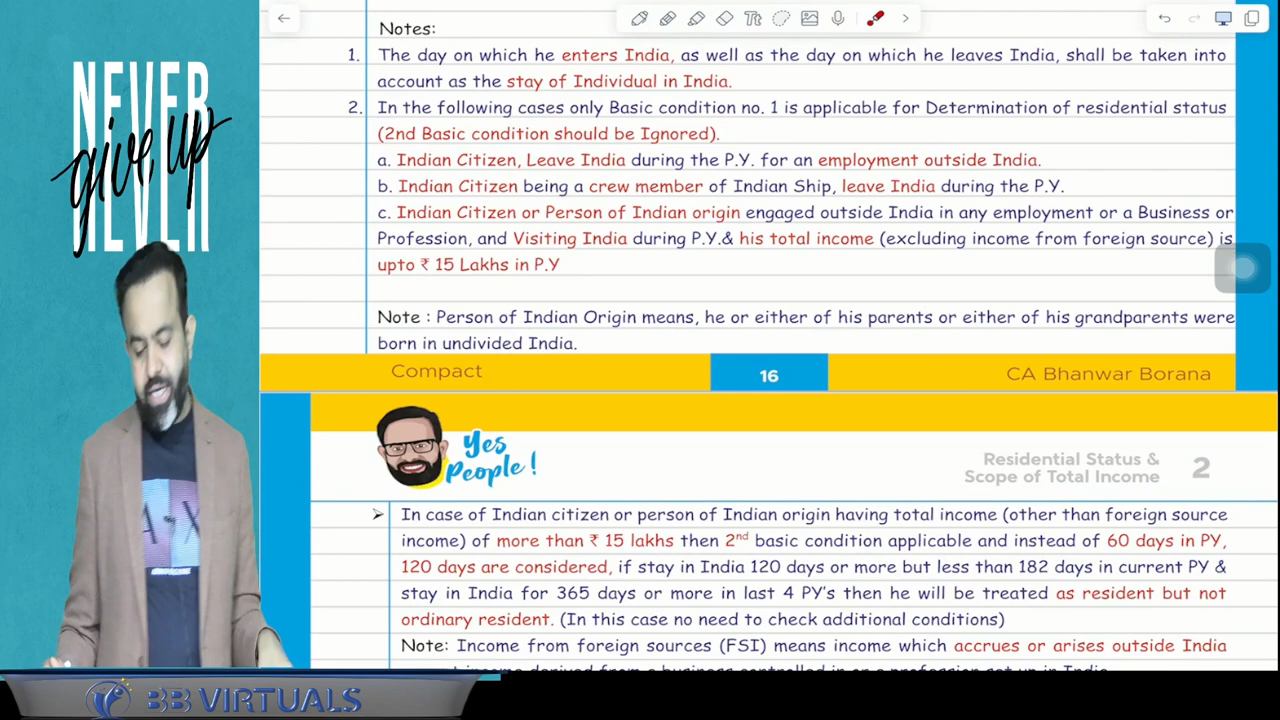 NEVER
give up
NEVER
Notes:
1. The day on which he enters India, as well as the day on which he leaves India, shall be taken into
account as the stay of Individual in India.
2. In the following cases only Basic condition no. 1 is applicable for Determination of residential status
(2nd Basic condition should be Ignored).
a. Indian Citizen, Leave India during the P.Y. for an employment outside India.
b. Indian Citizen being a crew member of Indian Ship, leave India during the P.Y.
c. Indian Citizen or Person of Indian origin engaged outside India in any employment or a Business or
Profession, and Visiting India during P.Y.& his total income (excluding income from foreign source) is
upto ₹ 15 Lakhs in P.Y
Note : Person of Indian Origin means, he or either of his parents or either of his grandparents were
born in undivided India.
Compact 16 CA Bhanwar Borana
Yes
People!
Residential Status &
Scope of Total Income 2
➢ In case of Indian citizen or person of Indian origin having total income (other than foreign source
income) of more than ₹ 15 lakhs then 2nd basic condition applicable and instead of 60 days in PY,
120 days are considered, if stay in India 120 days or more but less than 182 days in current PY &
stay in India for 365 days or more in last 4 PY's then he will be treated as resident but not
ordinary resident. (In this case no need to check additional conditions)
Note: Income from foreign sources (FSI) means income which accrues or arises outside India
BB VIRTUALS